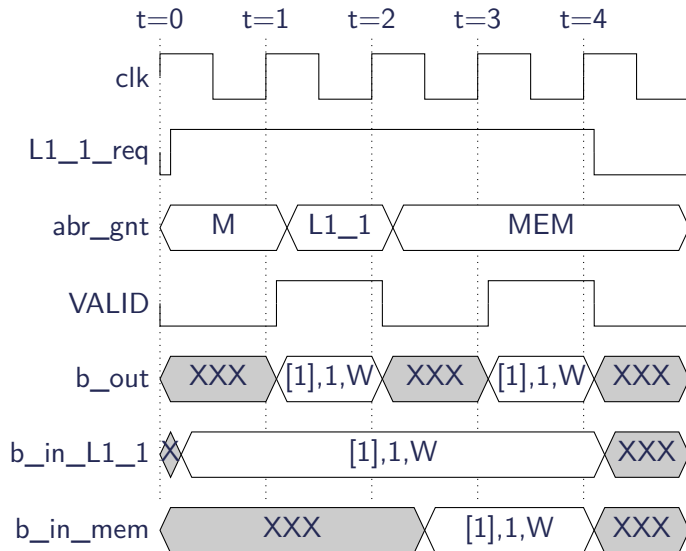 t=0 t=1 t=2 t=3 t=4
clk
L1_1_req
abr_gnt M L1_1 MEM
VALID
b_out XXX [1],1,W XXX [1],1,W XXX
b_in_L1_1 X [1],1,W XXX
b_in_mem XXX [1],1,W XXX